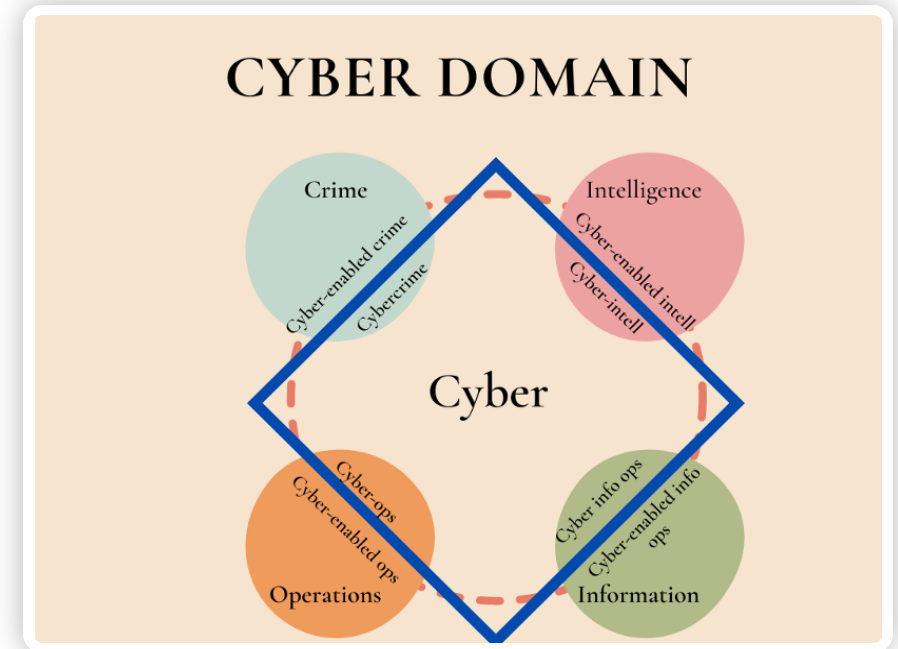 CYBER DOMAIN
Crime
Intelligence
Cyber-enabled crime
Cybercrime
Cyber-enabled intell
Cyber-intell
Cyber
Cyber-ops
Cyber-enabled ops
Operations
Cyber info ops
Cyber-enabled info
ops
Information